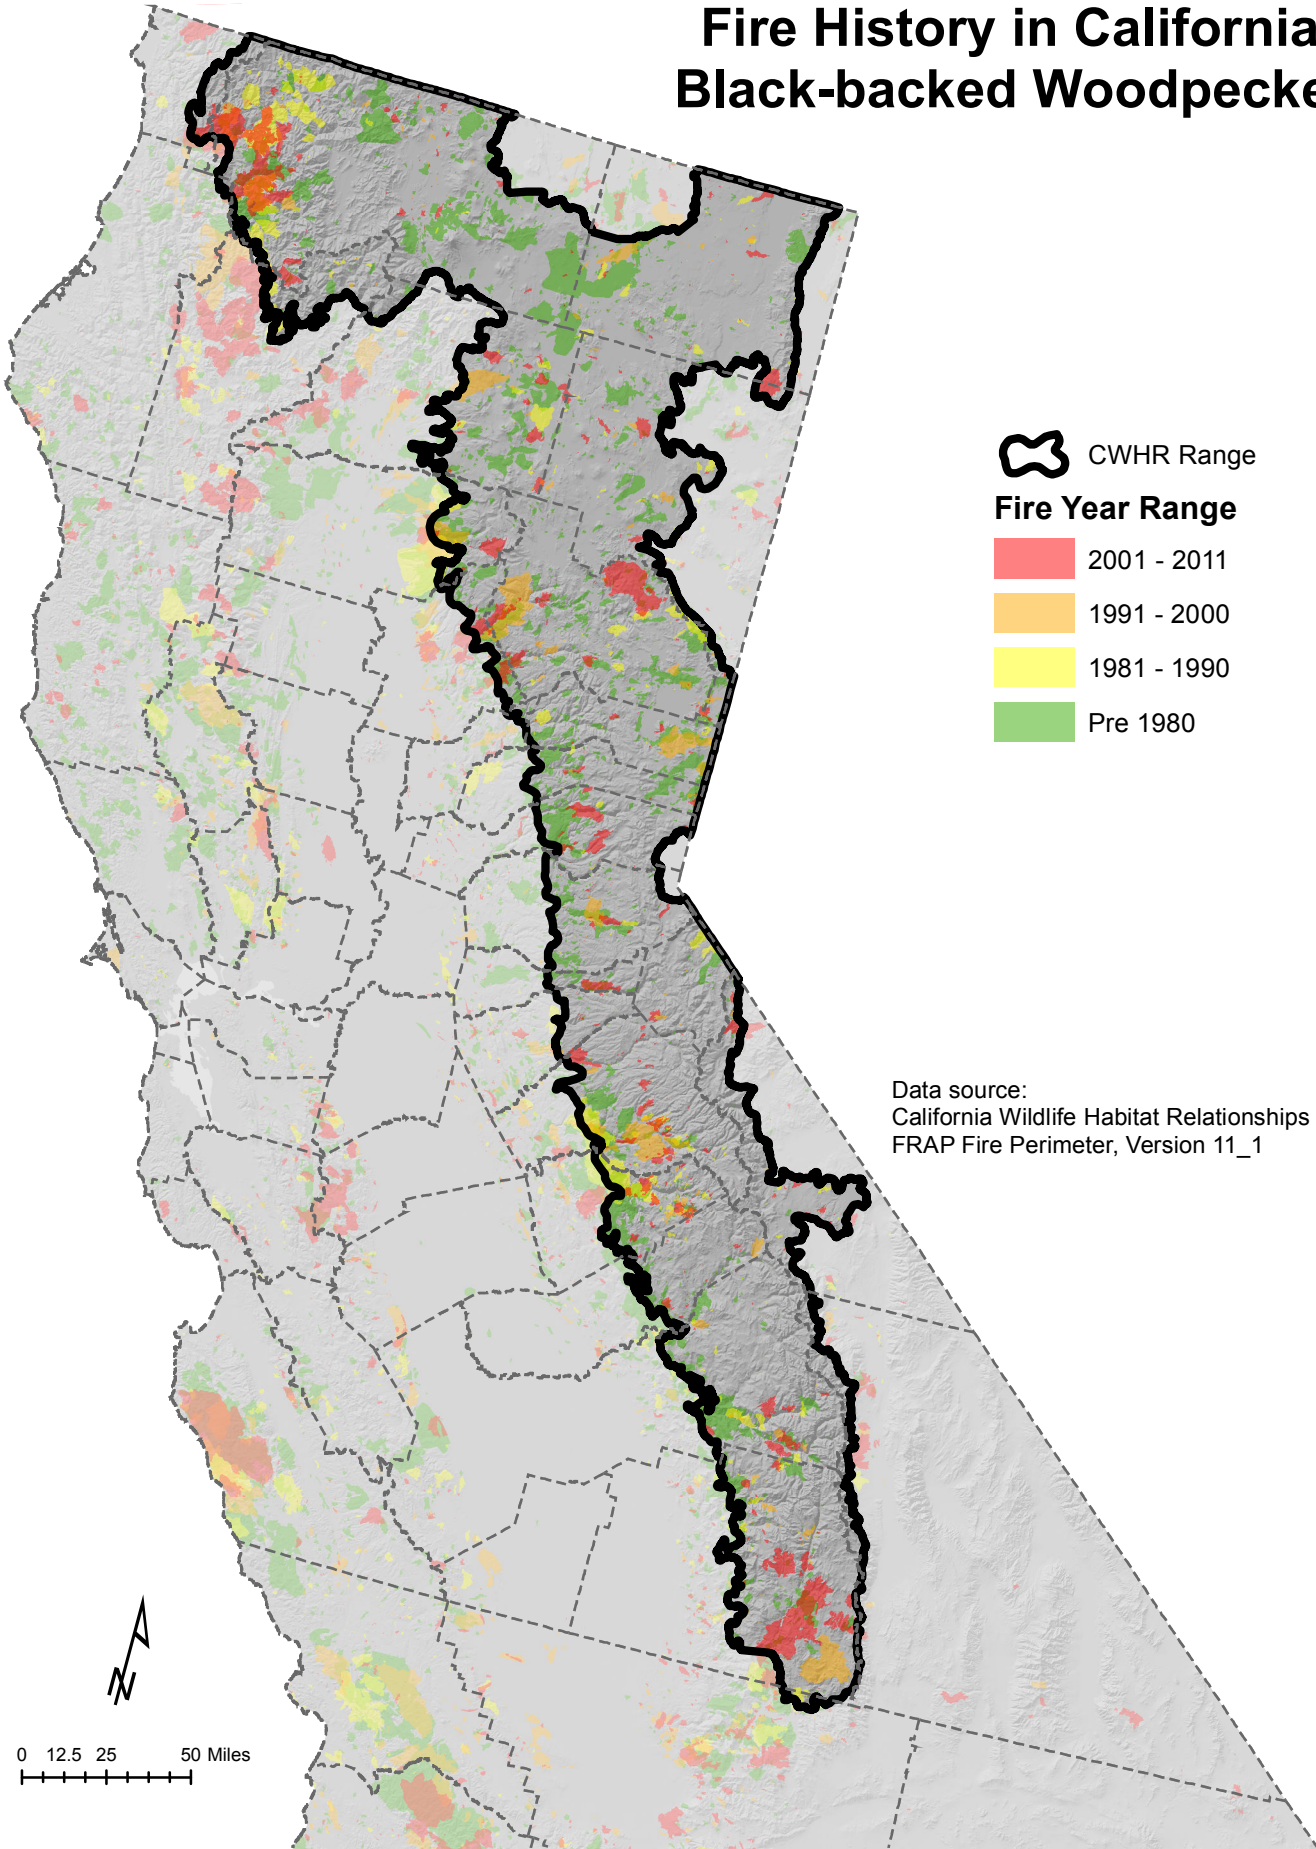 Fire History in California
Black-backed Woodpecke
CWHR Range
Fire Year Range
2001 - 2011
1991 - 2000
1981 - 1990
Pre 1980
Data source:
California Wildlife Habitat Relationships
FRAP Fire Perimeter, Version 11_1
N
0 12.5 25 50 Miles